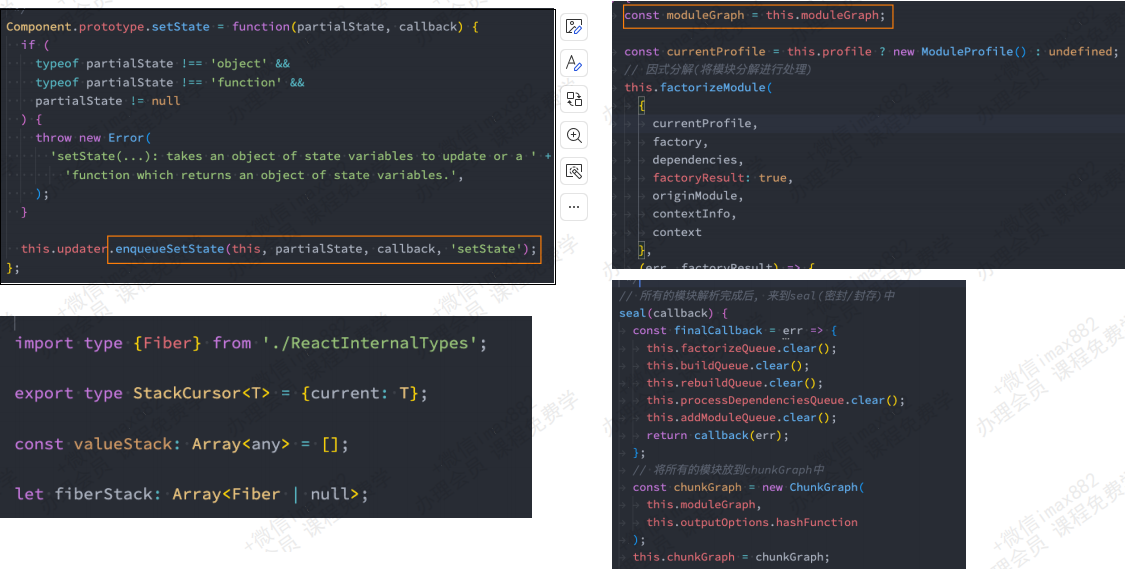 Component.prototype.setState = function(partialState, callback) {
if (
typeof partialState !== 'object' &&
typeof partialState !== 'function' &&
partialState != null
) {
throw new Error(
'setState(...): takes an object of state variables to update or a ' +
'function which returns an object of state variables.',
);
}
this.updater.enqueueSetState(this, partialState, callback, 'setState');
};
import type {Fiber} from './ReactInternalTypes';
export type StackCursor<T> = {current: T};
const valueStack: Array<any> = [];
let fiberStack: Array<Fiber | null>;
const moduleGraph = this.moduleGraph;
const currentProfile = this.profile ? new ModuleProfile() : undefined;
// 因式分解(将模块分解进行处理)
this.factorizeModule(
{
currentProfile,
factory,
dependencies,
factoryResult: true,
originModule,
contextInfo,
context
},
(err, factoryResult) => {
// 所有的模块解析完成后, 来到seal(密封/封存)中
seal(callback) {
const finalCallback = err => {
this.factorizeQueue.clear();
this.buildQueue.clear();
this.rebuildQueue.clear();
this.processDependenciesQueue.clear();
this.addModuleQueue.clear();
return callback(err);
};
// 将所有的模块放到chunkGraph中
const chunkGraph = new ChunkGraph(
this.moduleGraph,
this.outputOptions.hashFunction
);
this.chunkGraph = chunkGraph;
+微信imax882
办理会员 课程免费学